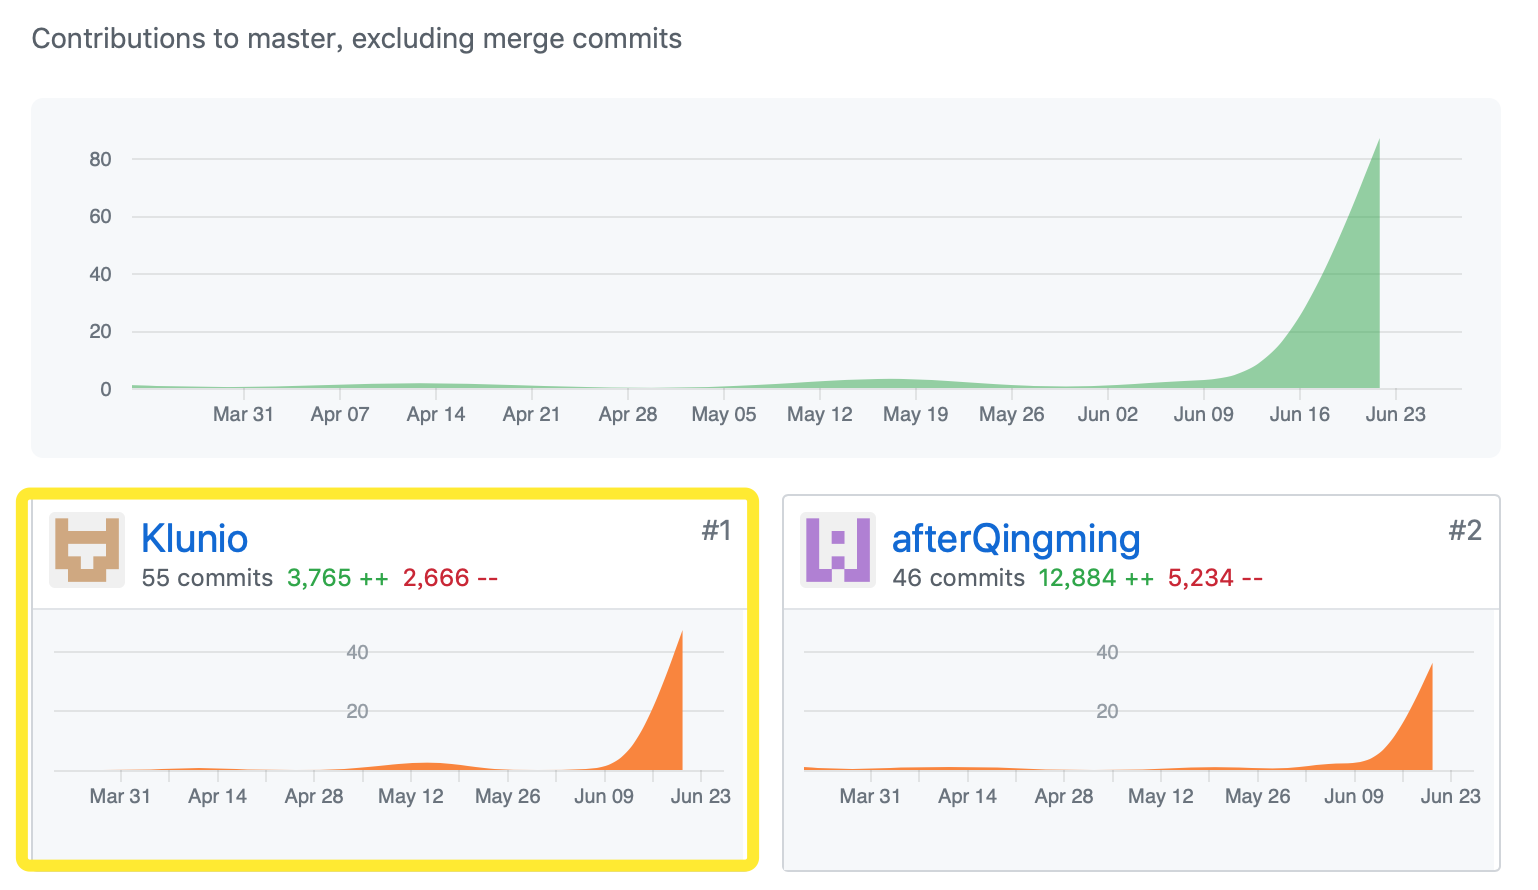 Contributions to master, excluding merge commits
80
60
40
20
0
Mar 31 Apr 07 Apr 14 Apr 21 Apr 28 May 05 May 12 May 19 May 26 Jun 02 Jun 09 Jun 16 Jun 23
Klunio #1
55 commits 3,765 ++ 2,666 --
40
20
Mar 31 Apr 14 Apr 28 May 12 May 26 Jun 09 Jun 23
afterQingming #2
46 commits 12,884 ++ 5,234 --
40
20
Mar 31 Apr 14 Apr 28 May 12 May 26 Jun 09 Jun 23